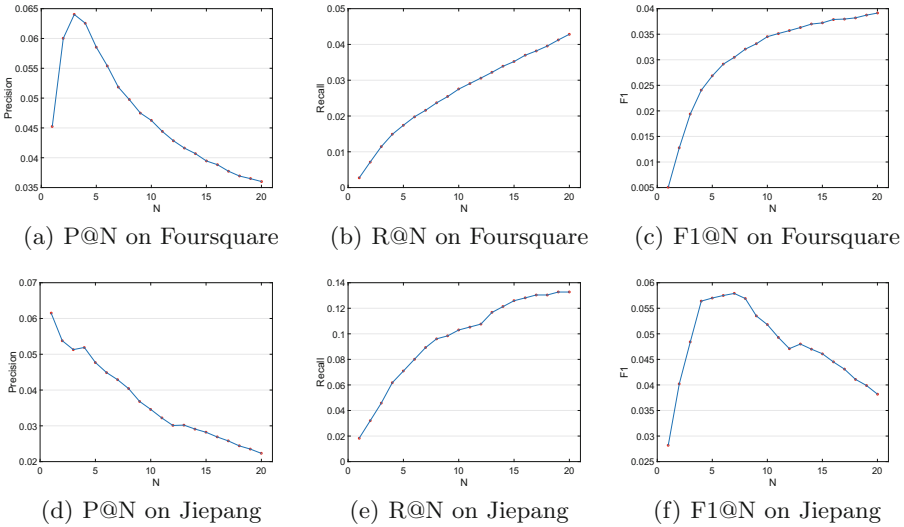 0.065
0.06
0.055
0.05
0.045
0.04
0.035
Precision
0 5 10 15 20
N
(a) P@N on Foursquare
0.05
0.04
0.03
0.02
0.01
0
Recall
0 5 10 15 20
N
(b) R@N on Foursquare
0.04
0.035
0.03
0.025
0.02
0.015
0.01
0.005
F1
0 5 10 15 20
N
(c) F1@N on Foursquare
0.07
0.06
0.05
0.04
0.03
0.02
Precision
0 5 10 15 20
N
(d) P@N on Jiepang
0.14
0.12
0.1
0.08
0.06
0.04
0.02
0
Recall
0 5 10 15 20
N
(e) R@N on Jiepang
0.06
0.055
0.05
0.045
0.04
0.035
0.03
0.025
F1
0 5 10 15 20
N
(f) F1@N on Jiepang